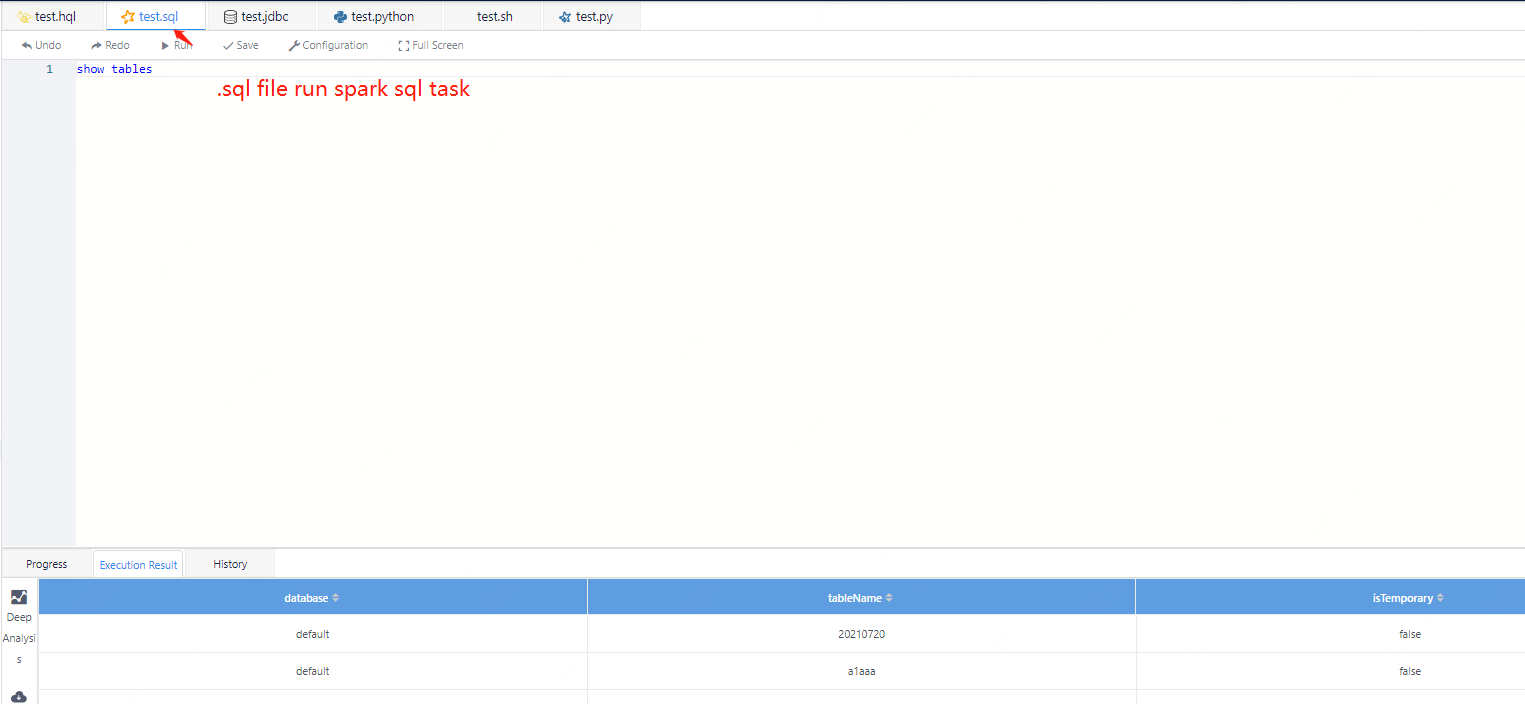 test.hql test.sql test.jdbc test.python test.sh test.py
Undo Redo Run Save Configuration Full Screen
1 show tables
.sql file run spark sql task
Progress Execution Result History
database tableName isTemporary
Deep
Analysi
s
default 20210720 false
default a1aaa false